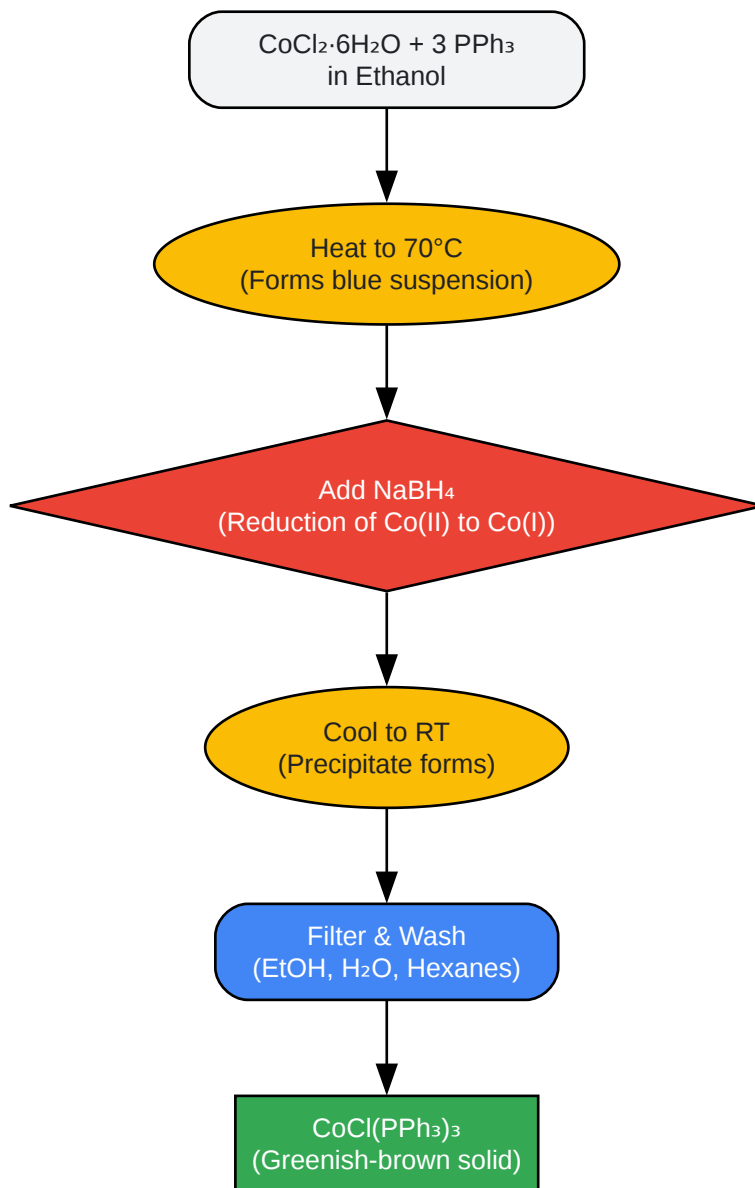 CoCl₂·6H₂O + 3 PPh₃
in Ethanol
Heat to 70°C
(Forms blue suspension)
Add NaBH₄
(Reduction of Co(II) to Co(I))
Cool to RT
(Precipitate forms)
Filter & Wash
(EtOH, H₂O, Hexanes)
CoCl(PPh₃)₃
(Greenish-brown solid)